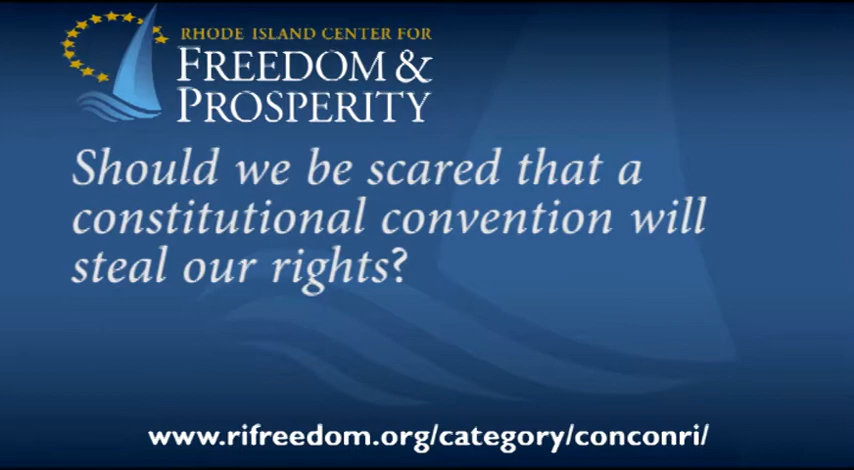 RHODE ISLAND CENTER FOR
FREEDOM &
PROSPERITY
Should we be scared that a
constitutional convention will
steal our rights?
www.rifreedom.org/category/conconri/